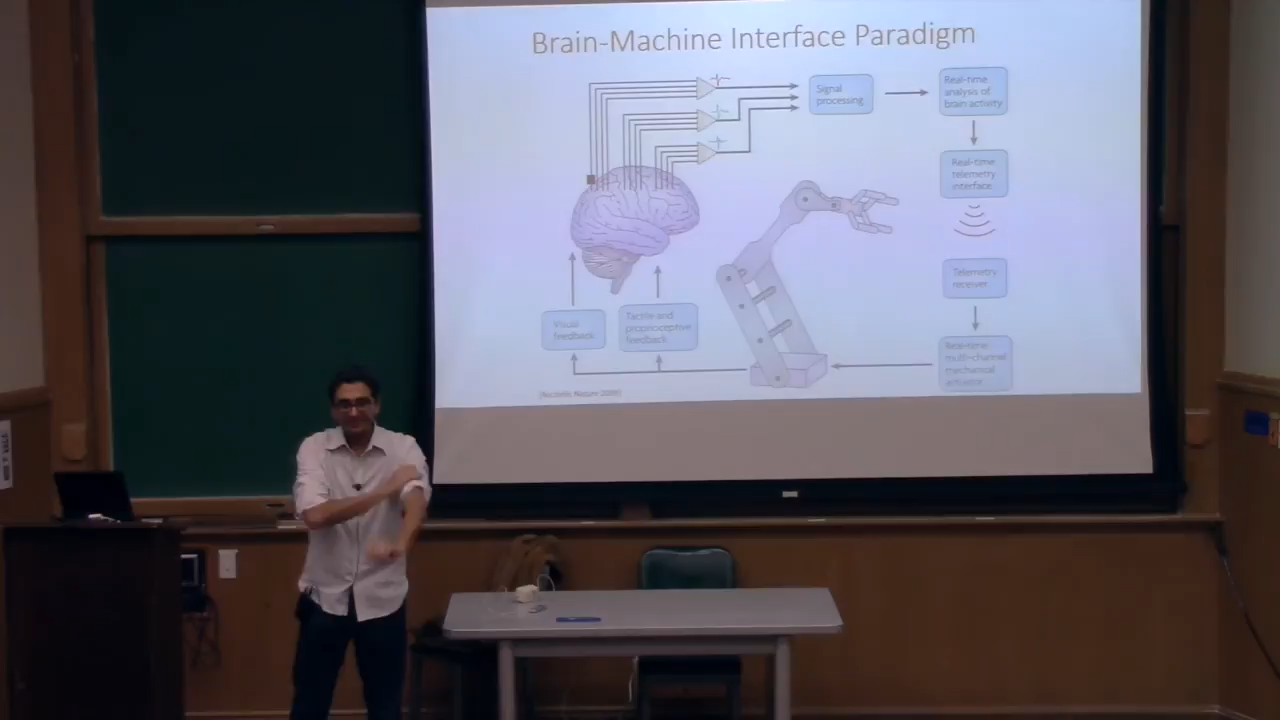 Brain-Machine Interface Paradigm
Signal
processing
Real-time
analysis of
brain activity
Real-time
telemetry
interface
Telemetry
receiver
Visual
feedback
Tactile and
proprioceptive
feedback
Real-time
multi-channel
mechanical
actuator